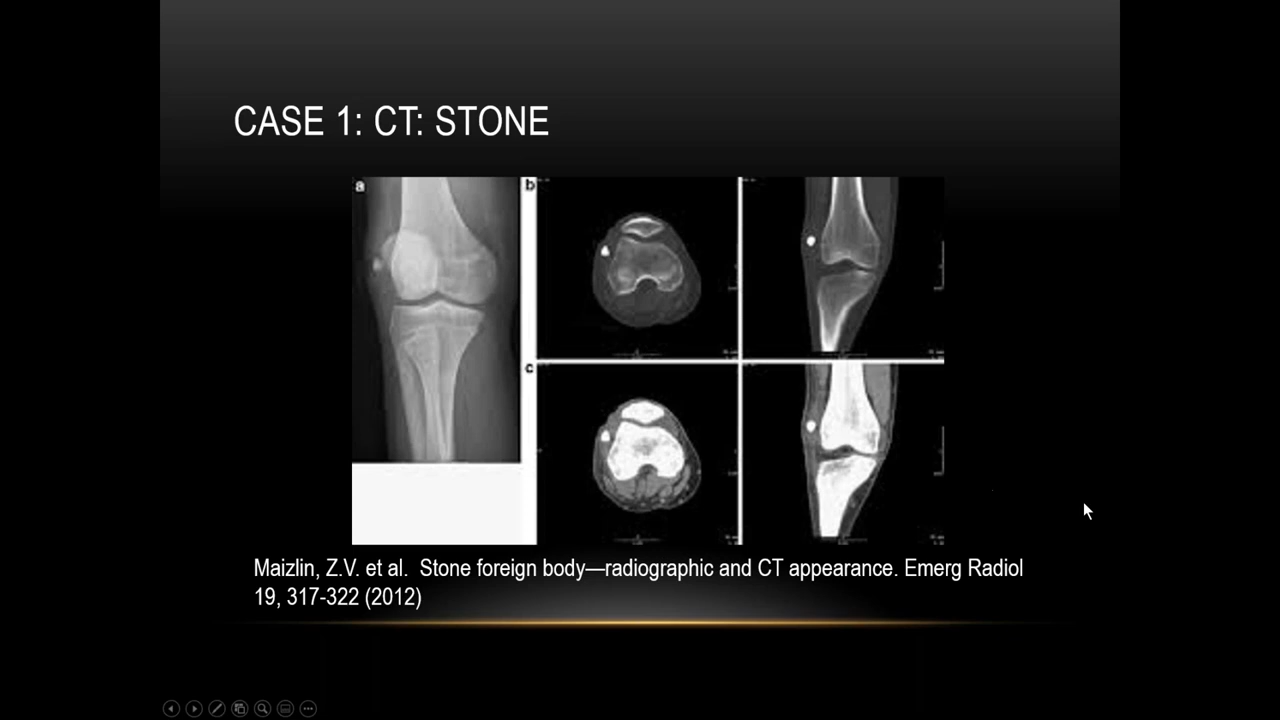 CASE 1: CT: STONE
a
b
c
Maizlin, Z.V. et al.  Stone foreign body—radiographic and CT appearance. Emerg Radiol
19, 317-322 (2012)